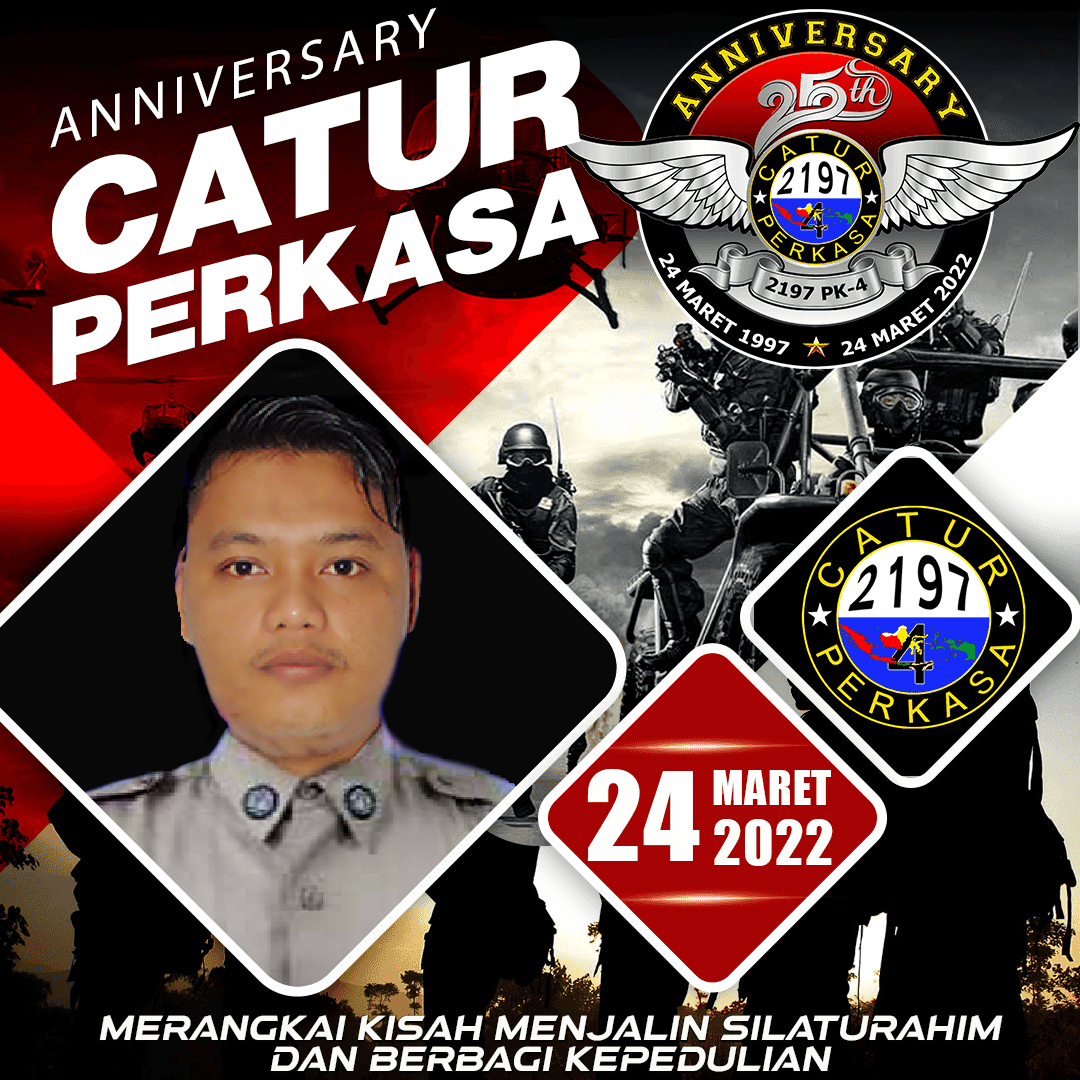 ANNIVERSARY
CATUR
PERKASA
ANNIVERSARY
25th
CATUR
2197
4
PERKASA
2197 PK-4
24 MARET 1997 24 MARET 2022
CATUR
2197
4
PERKASA
24 MARET
2022
MERANGKAI KISAH MENJALIN SILATURAHIM
DAN BERBAGI KEPEDULIAN